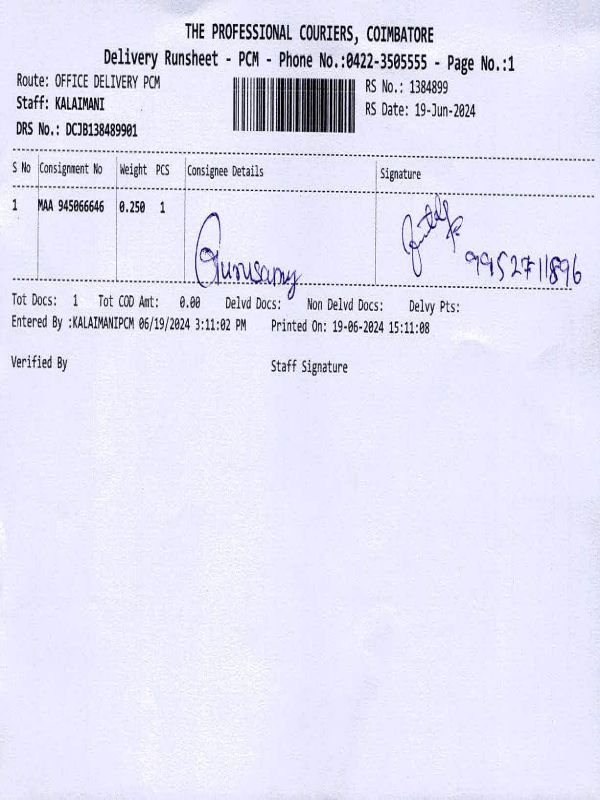 THE PROFESSIONAL COURIERS, COIMBATORE
Delivery Runsheet - PCM - Phone No.:0422-3505555 - Page No.:1
Route: OFFICE DELIVERY PCM RS No.: 1384899
Staff: KALAIMANI RS Date: 19-Jun-2024
DRS No.: DCJB138489901
S No Consignment No Weight PCS Consignee Details Signature
1 MAA 945066646 0.250 1
Gurusamy 9952711896
Tot Docs: 1 Tot COD Amt: 0.00 Delvd Docs: Non Delvd Docs: Delvy Pts:
Entered By :KALAIMANIPCM 06/19/2024 3:11:02 PM Printed On: 19-06-2024 15:11:08
Verified By Staff Signature